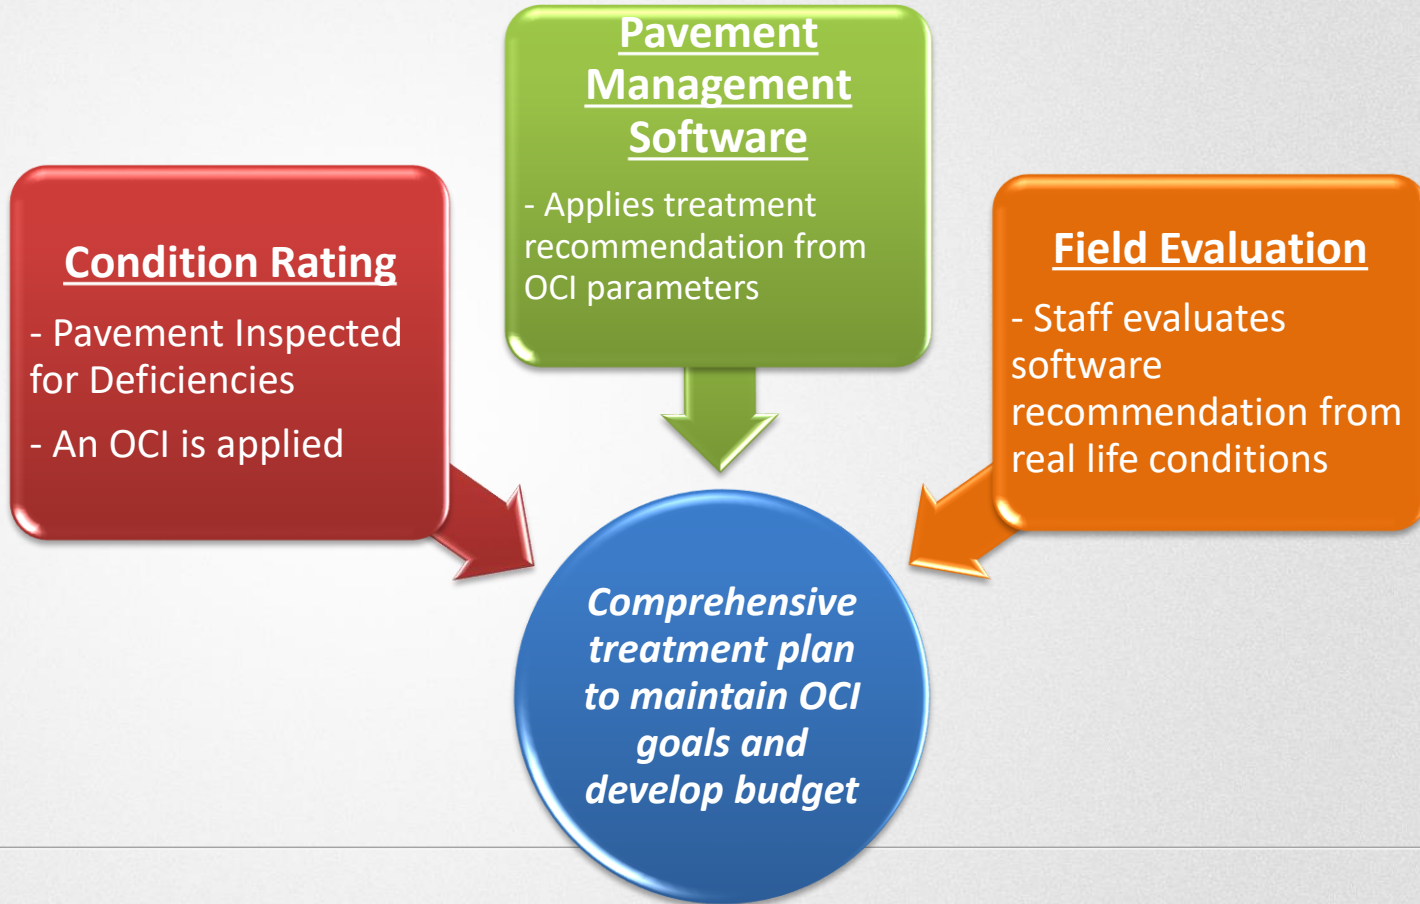 Pavement
Management
Software
- Applies treatment
recommendation from
OCI parameters
Condition Rating
- Pavement Inspected
for Deficiencies
- An OCI is applied
Field Evaluation
- Staff evaluates
software
recommendation from
real life conditions
Comprehensive
treatment plan
to maintain OCI
goals and
develop budget